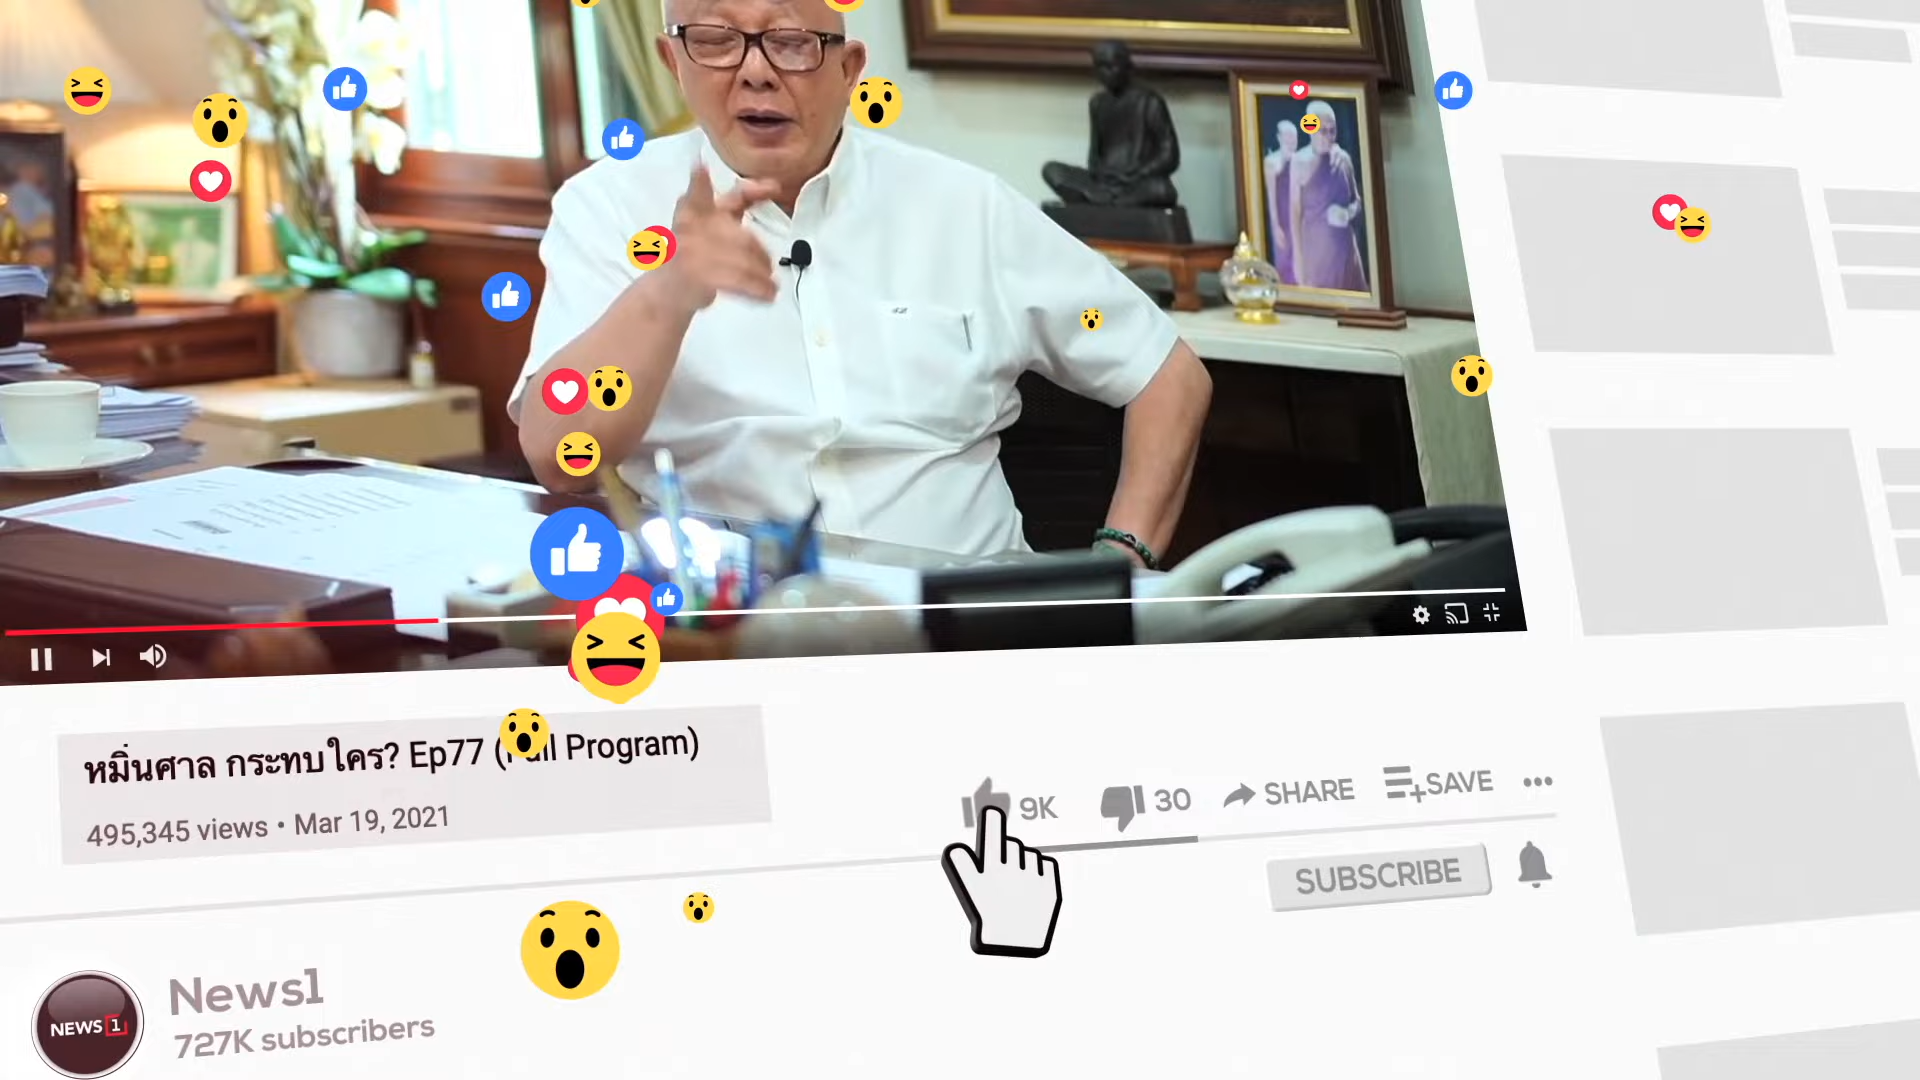 หมิ่นศาล กระทบใคร? Ep77 (Full Program)
495,345 views • Mar 19, 2021
9K
30
SHARE
SAVE
SUBSCRIBE
NEWS 1
News1
727K subscribers